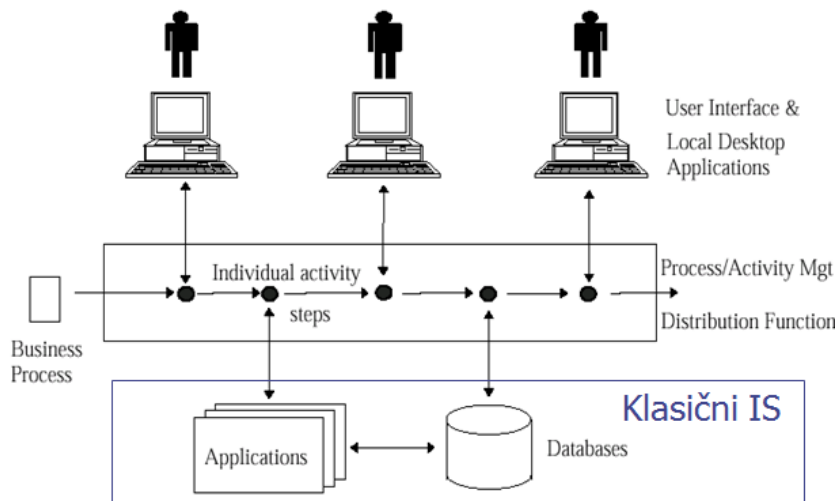 User Interface &
Local Desktop
Applications
Individual activity
steps
Process/Activity Mgt
Distribution Function
Business
Process
Klasični IS
Applications
Databases